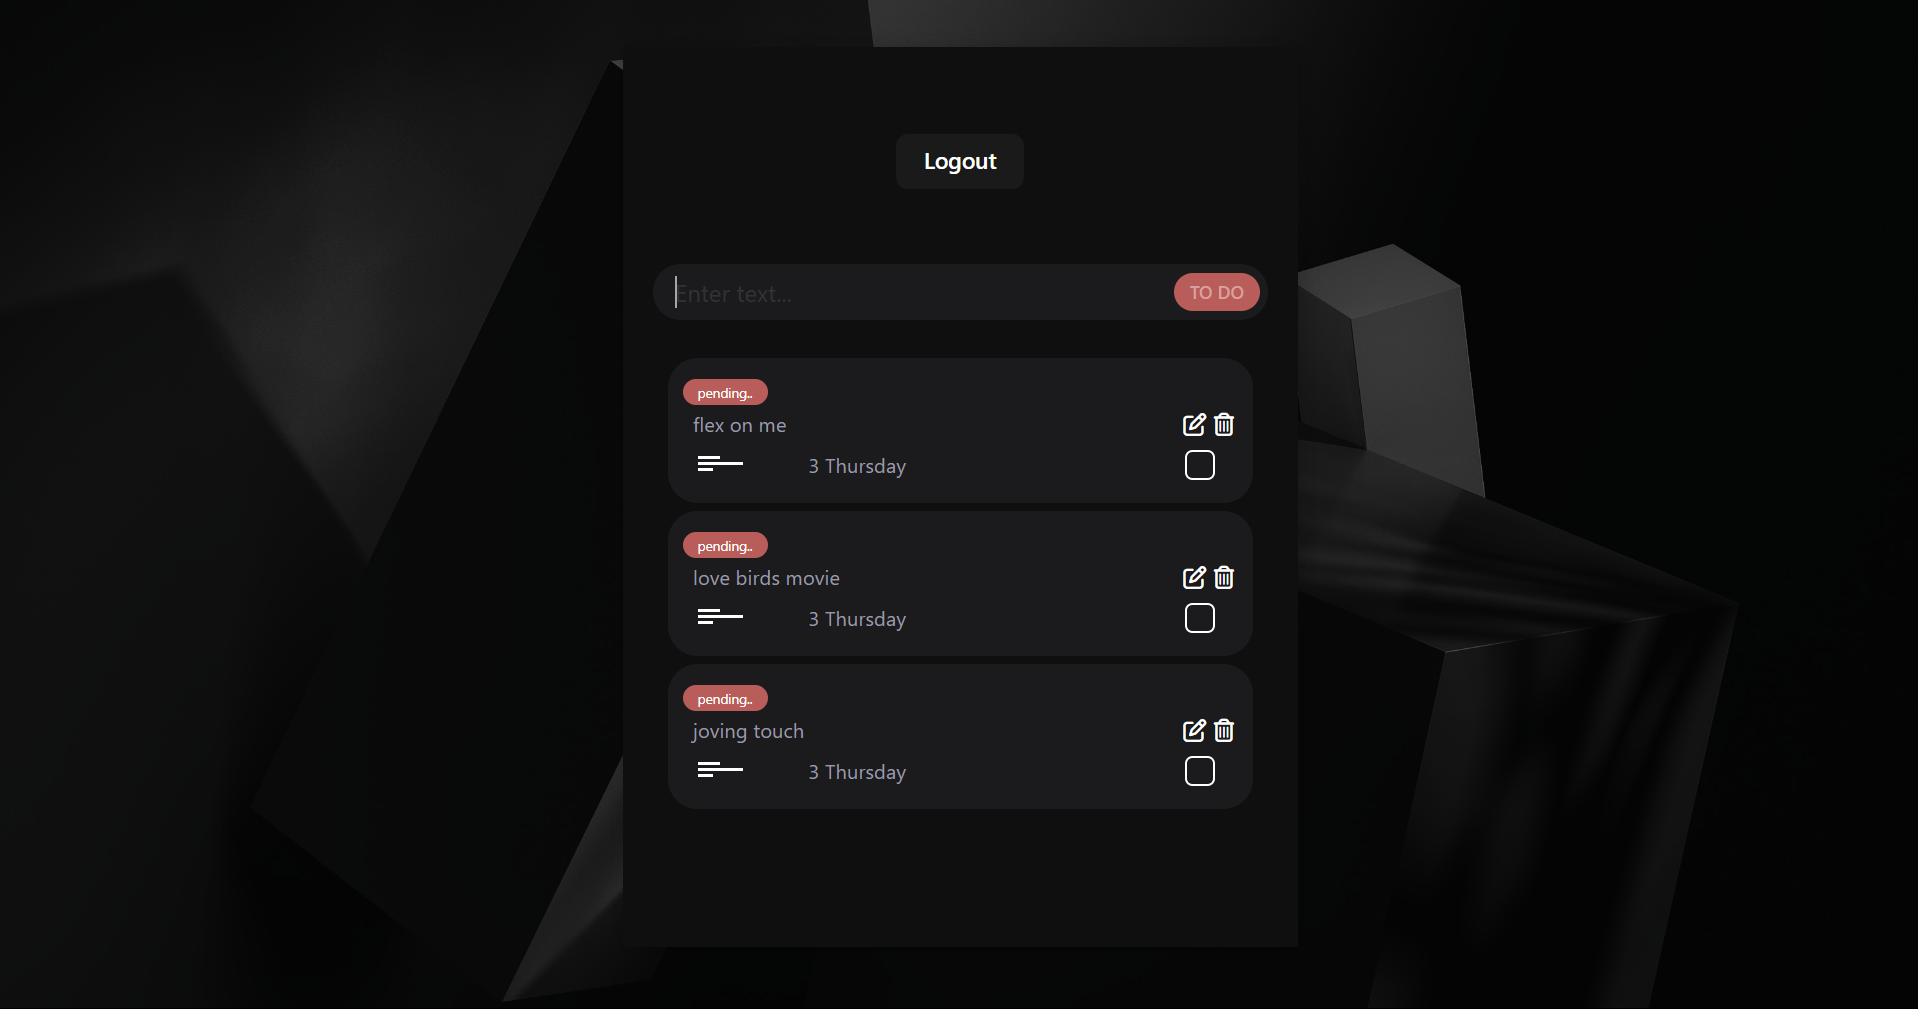 Logout
Enter text...
TO DO
pending..
flex on me
3 Thursday
pending..
love birds movie
3 Thursday
pending..
joving touch
3 Thursday